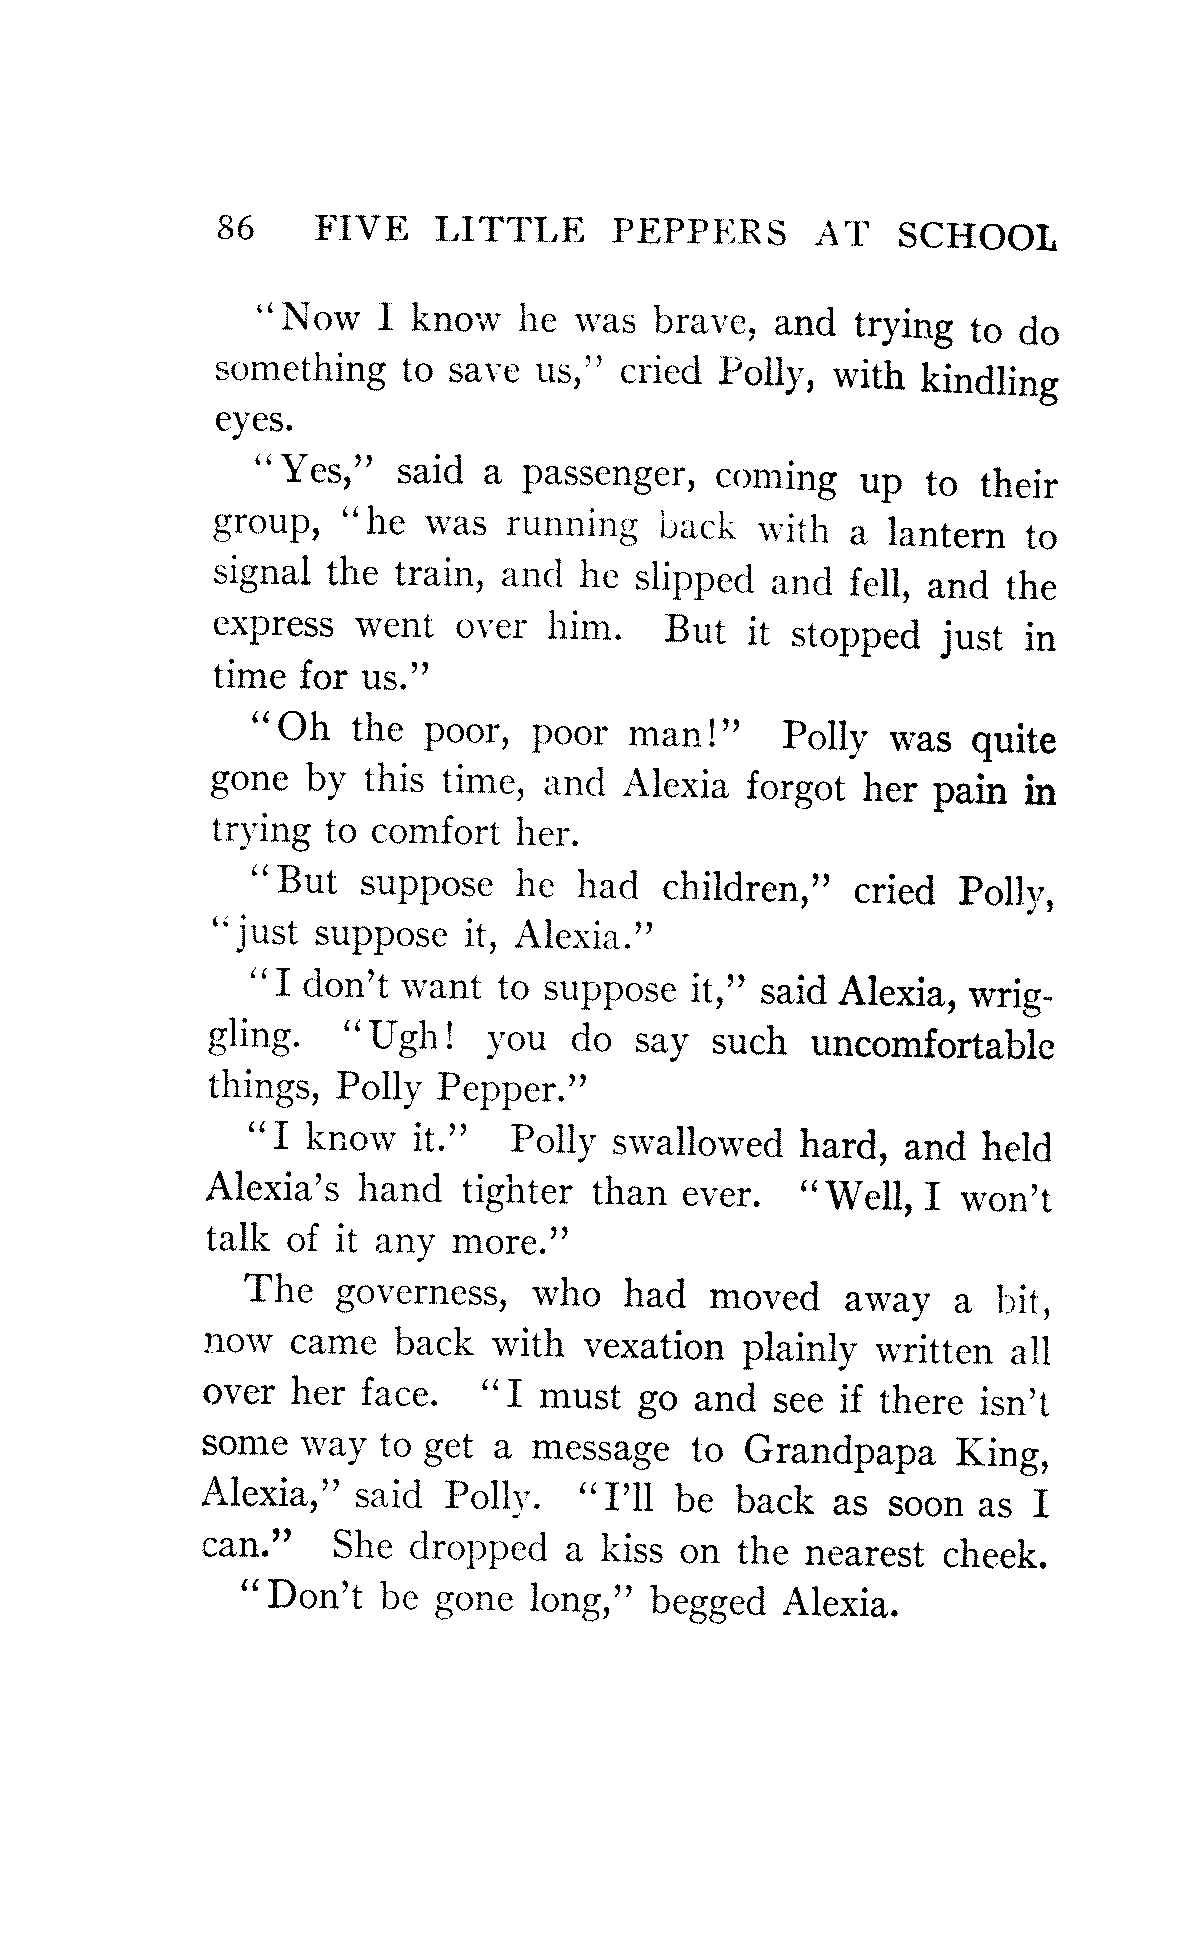 86 FIVE LITTLE PEPPERS AT SCHOOL
"Now I know he was brave, and trying to do
something to save us," cried Polly, with kindling
eyes.
"Yes," said a passenger, coming up to their
group, "he was running back with a lantern to
signal the train, and he slipped and fell, and the
express went over him. But it stopped just in
time for us."
"Oh the poor, poor man!" Polly was quite
gone by this time, and Alexia forgot her pain in
trying to comfort her.
"But suppose he had children," cried Polly,
"just suppose it, Alexia."
"I don't want to suppose it," said Alexia, wrig-
gling. "Ugh! you do say such uncomfortable
things, Polly Pepper."
"I know it." Polly swallowed hard, and held
Alexia's hand tighter than ever. "Well, I won't
talk of it any more."
The governess, who had moved away a bit,
now came back with vexation plainly written all
over her face. "I must go and see if there isn't
some way to get a message to Grandpapa King,
Alexia," said Polly. "I'll be back as soon as I
can." She dropped a kiss on the nearest cheek.
"Don't be gone long," begged Alexia.